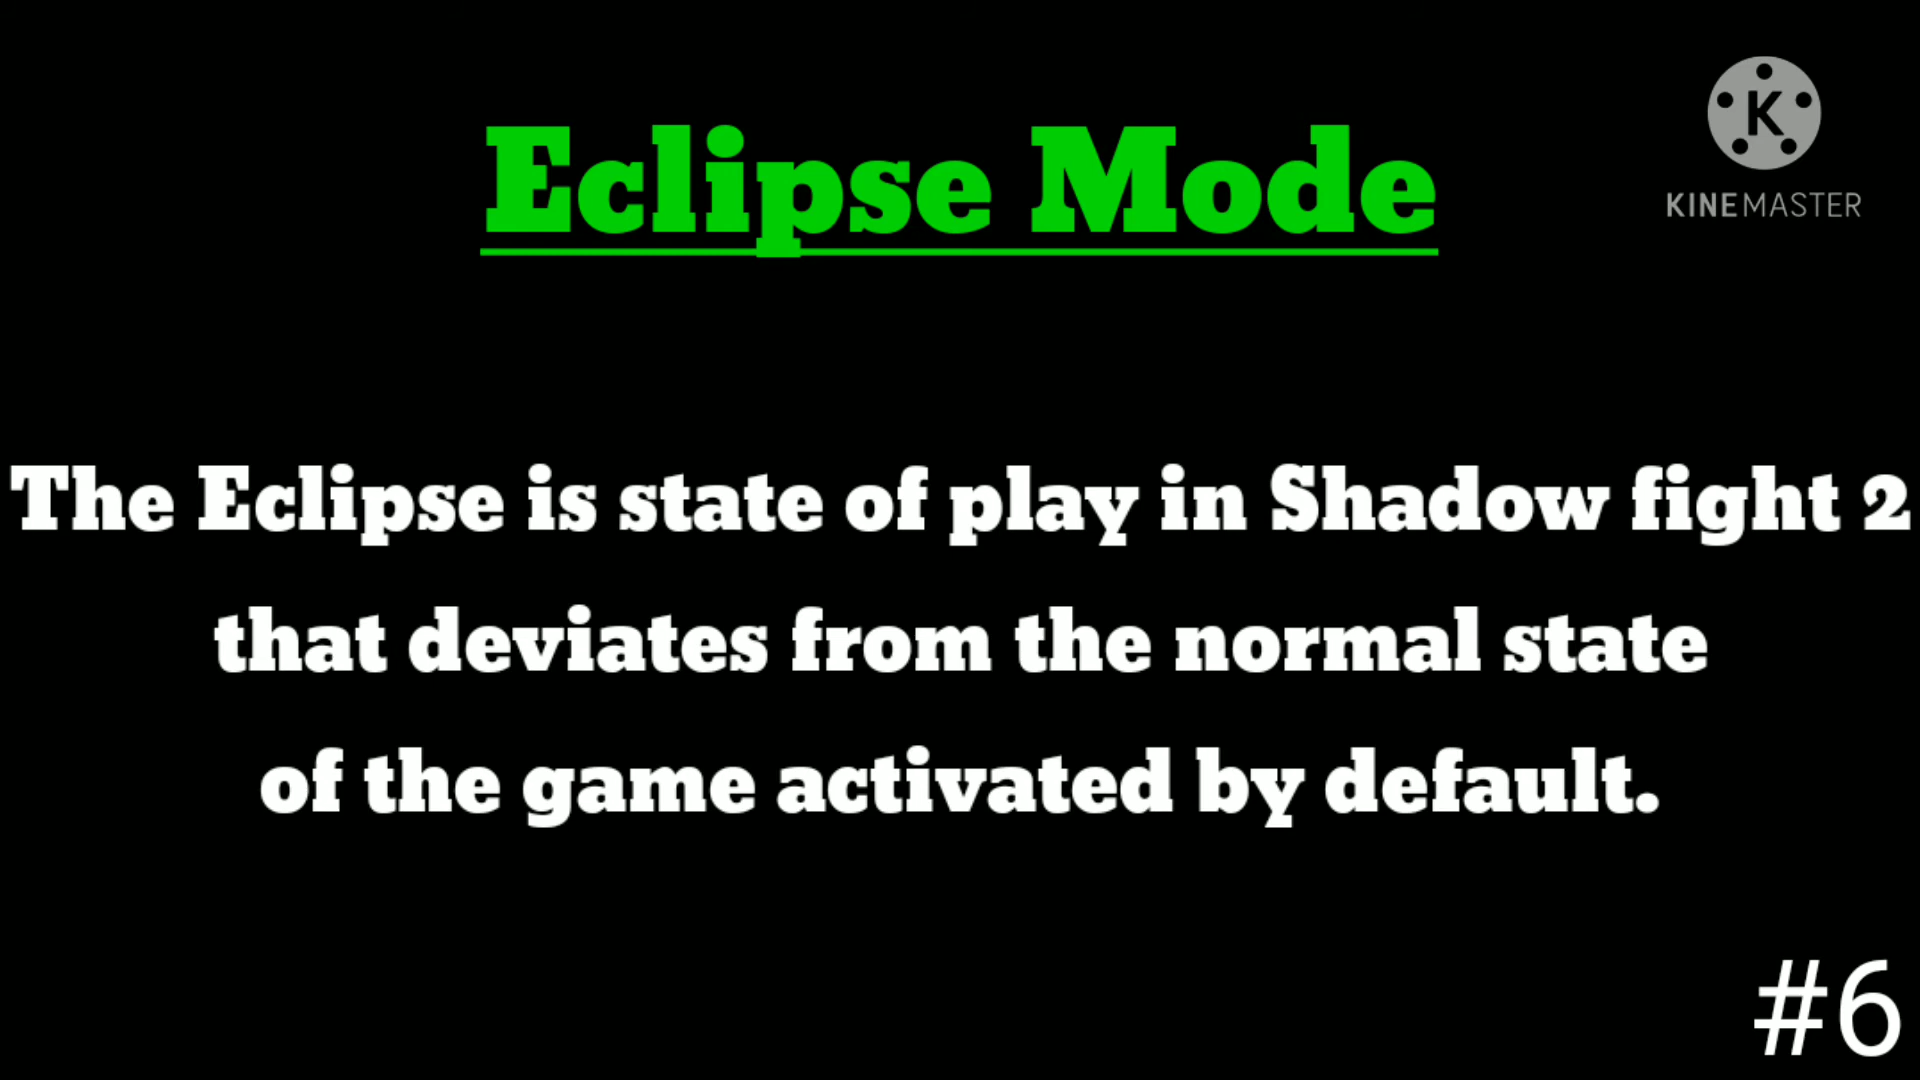 Eclipse Mode
K
KINEMASTER
The Eclipse is state of play in Shadow fight 2
that deviates from the normal state
of the game activated by default.
#6